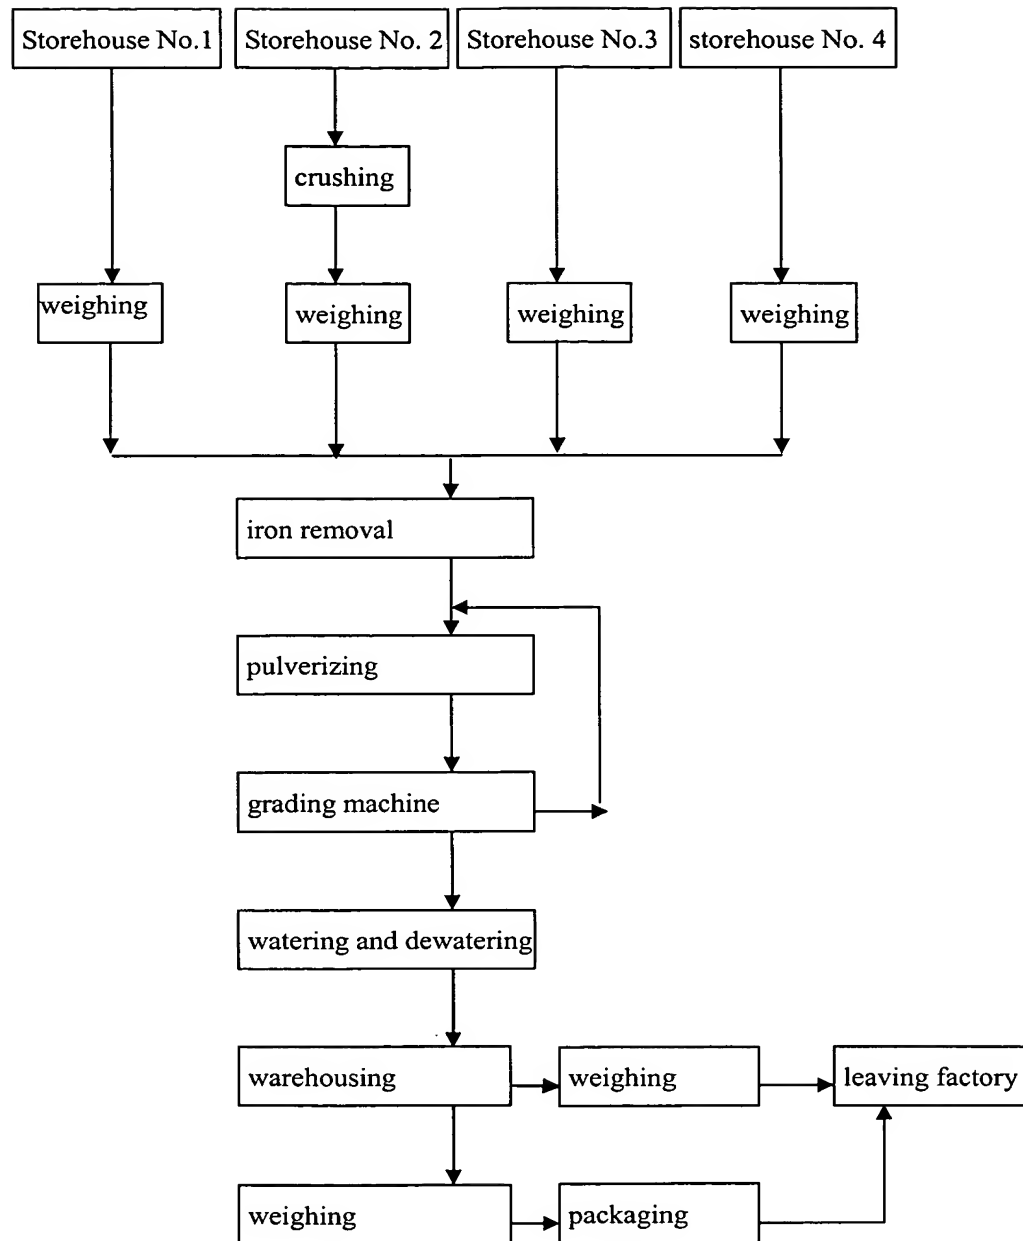 Storehouse No.1
Storehouse No. 2
Storehouse No.3
storehouse No. 4
crushing
weighing
weighing
weighing
weighing
iron removal
pulverizing
grading machine
watering and dewatering
warehousing
weighing
leaving factory
weighing
packaging